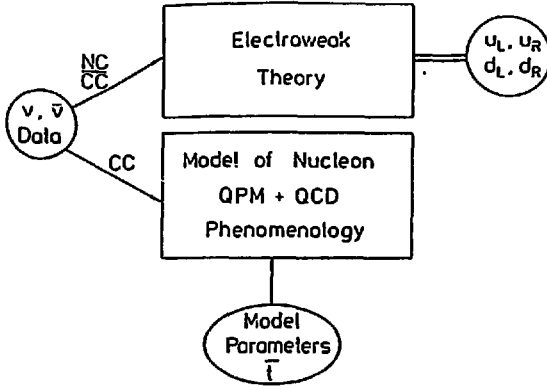 Electroweak
Theory
u_L, u_R
d_L, d_R
NC
CC
ν, ν̄
Data
CC
Model of Nucleon
QPM + QCD
Phenomenology
Model
Parameters
t̄